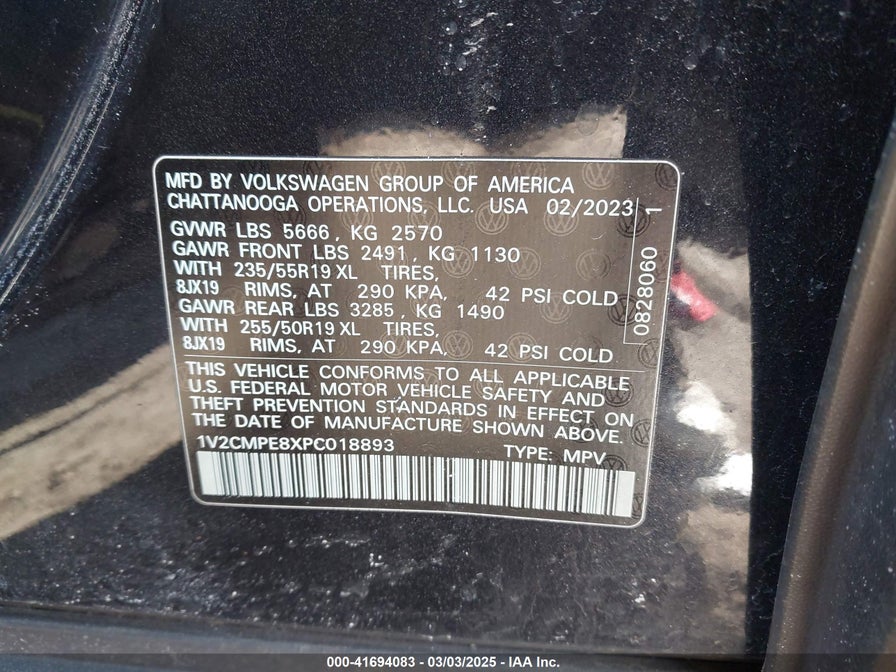 MFD BY VOLKSWAGEN GROUP OF AMERICA
CHATTANOOGA OPERATIONS, LLC. USA 02/2023
GVWR LBS 5666, KG 2570
GAWR FRONT LBS 2491, KG 1130
WITH 235/55R19 XL TIRES,
8JX19 RIMS, AT 290 KPA, 42 PSI COLD
GAWR REAR LBS 3285, KG 1490
WITH 255/50R19 XL TIRES,
8JX19 RIMS, AT 290 KPA, 42 PSI COLD
THIS VEHICLE CONFORMS TO ALL APPLICABLE
U.S. FEDERAL MOTOR VEHICLE SAFETY AND
THEFT PREVENTION STANDARDS IN EFFECT ON
THE DATE OF MANUFACTURE SHOWN ABOVE.
1V2CMPE8XPC018893 TYPE: MPV
0828060 1
000-41694083 - 03/03/2025 - IAA Inc.